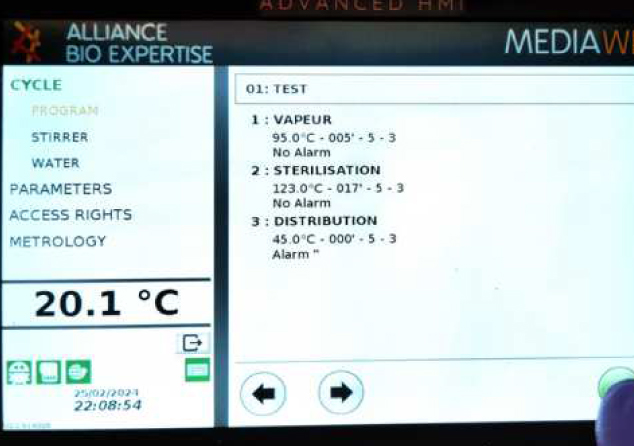 ADVANCED HMI
ALLIANCE
BIO EXPERTISE
MEDIAW
CYCLE
PROGRAM
STIRRER
WATER
PARAMETERS
ACCESS RIGHTS
METROLOGY
20.1 °C
25/02/2024
22:08:54
01: TEST
1 : VAPEUR
95.0°C - 005' - 5 - 3
No Alarm
2 : STERILISATION
123.0°C - 017' - 5 - 3
No Alarm
3 : DISTRIBUTION
45.0°C - 000' - 5 - 3
Alarm "